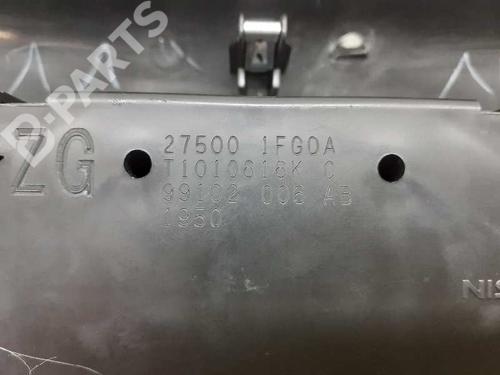 D-PARTS
ZG
27500 1FG0A
T1010616K C
99102 006 AB
1950
NIS